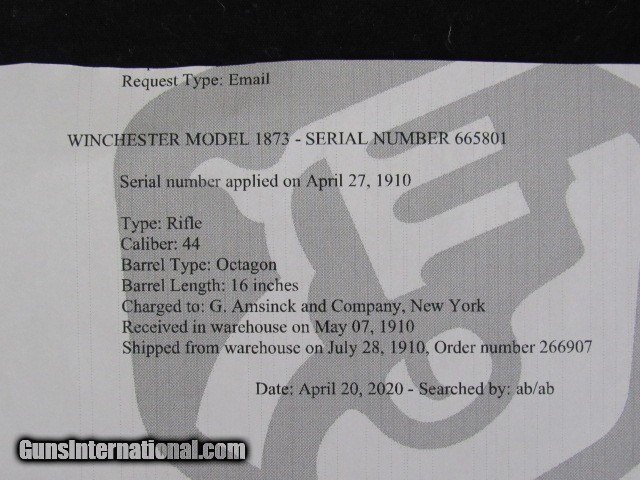 Request Type: Email
WINCHESTER MODEL 1873 - SERIAL NUMBER 665801
Serial number applied on April 27, 1910
Type: Rifle
Caliber: 44
Barrel Type: Octagon
Barrel Length: 16 inches
Charged to: G. Amsinck and Company, New York
Received in warehouse on May 07, 1910
Shipped from warehouse on July 28, 1910, Order number 266907
Date: April 20, 2020 - Searched by: ab/ab
GunsInternational.com